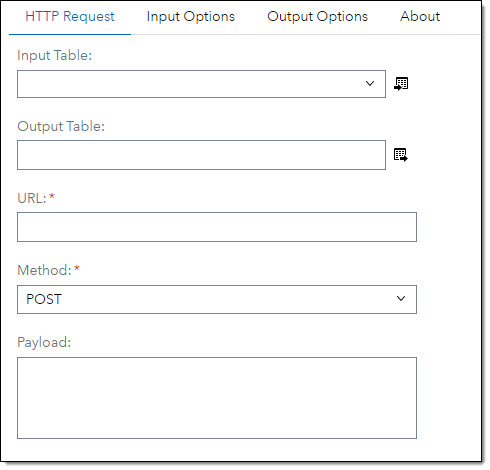 HTTP Request Input Options Output Options About
Input Table:
Output Table:
URL: *
Method: *
POST
Payload: